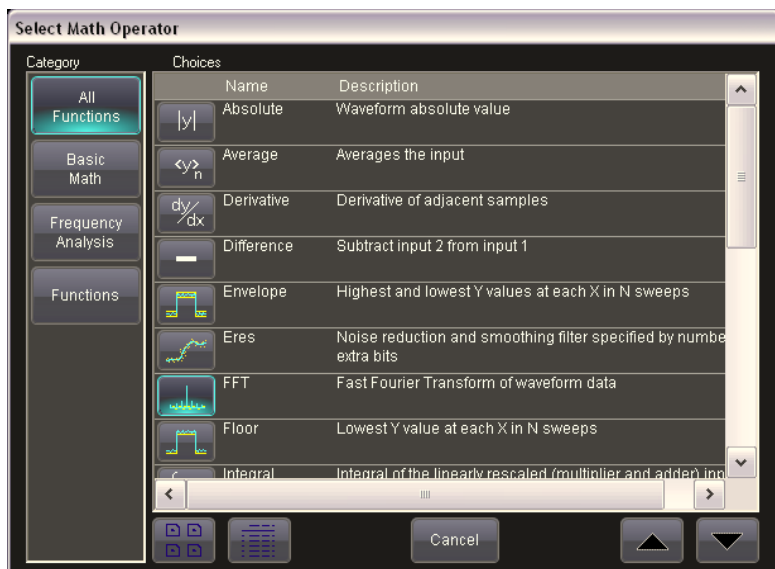 Select Math Operator
Category
Choices
All
Functions
Basic
Math
Frequency
Analysis
Functions
Name Description
|y| Absolute Waveform absolute value
<y>n Average Averages the input
dy/dx Derivative Derivative of adjacent samples
Difference Subtract input 2 from input 1
Envelope Highest and lowest Y values at each X in N sweeps
Eres Noise reduction and smoothing filter specified by numbe
extra bits
FFT Fast Fourier Transform of waveform data
Floor Lowest Y value at each X in N sweeps
Integral Integral of the linearly rescaled (multiplier and adder) inp
Cancel